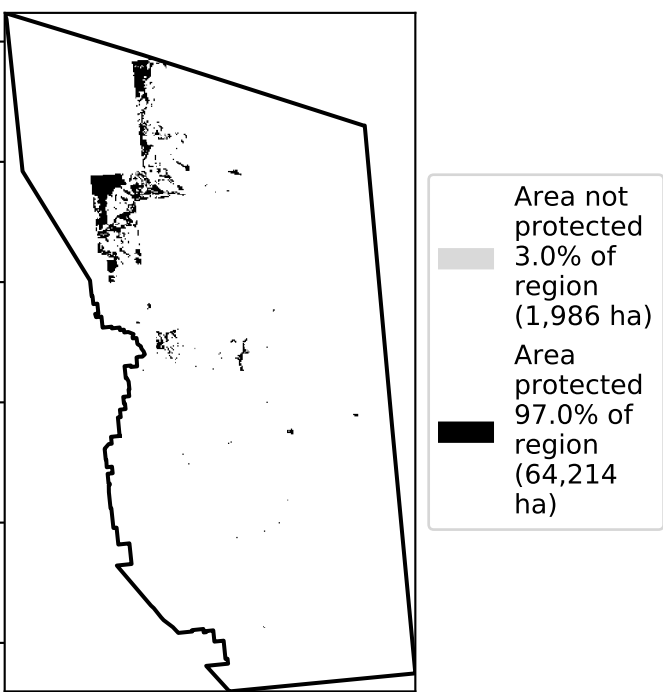 Area not
protected
3.0% of
region
(1,986 ha)
Area
protected
97.0% of
region
(64,214
ha)